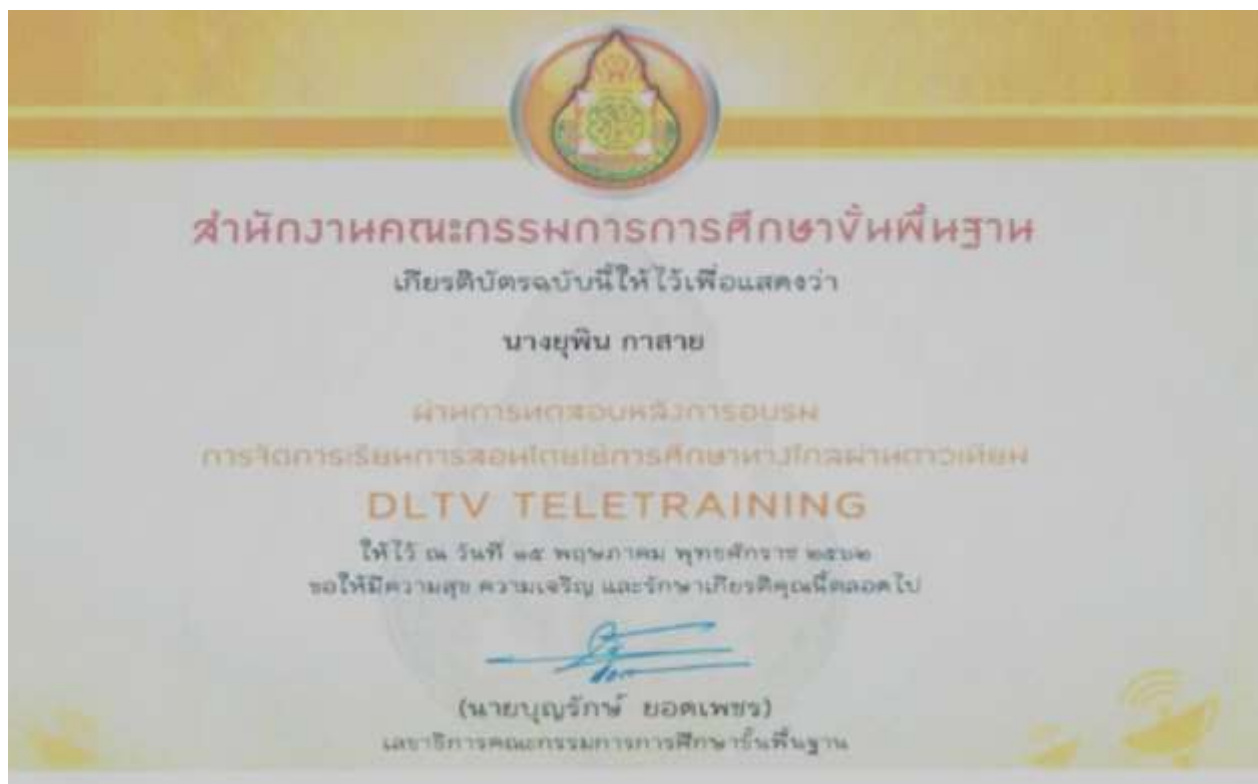 สำนักงานคณะกรรมการการศึกษาขั้นพื้นฐาน
เกียรติบัตรฉบับนี้ให้ไว้เพื่อแสดงว่า
นางยุพิน กาสาย
ผ่านการทดสอบหลังการอบรม
การจัดการเรียนการสอนโดยใช้การศึกษาทางไกลผ่านดาวเทียม
DLTV TELETRAINING
ให้ไว้ ณ วันที่ ๑๕ พฤษภาคม พุทธศักราช ๒๕๖๒
ขอให้มีความสุข ความเจริญ และรักษาเกียรติคุณนี้ตลอดไป
(นายบุญรักษ์ ยอดเพชร)
เลขาธิการคณะกรรมการการศึกษาขั้นพื้นฐาน